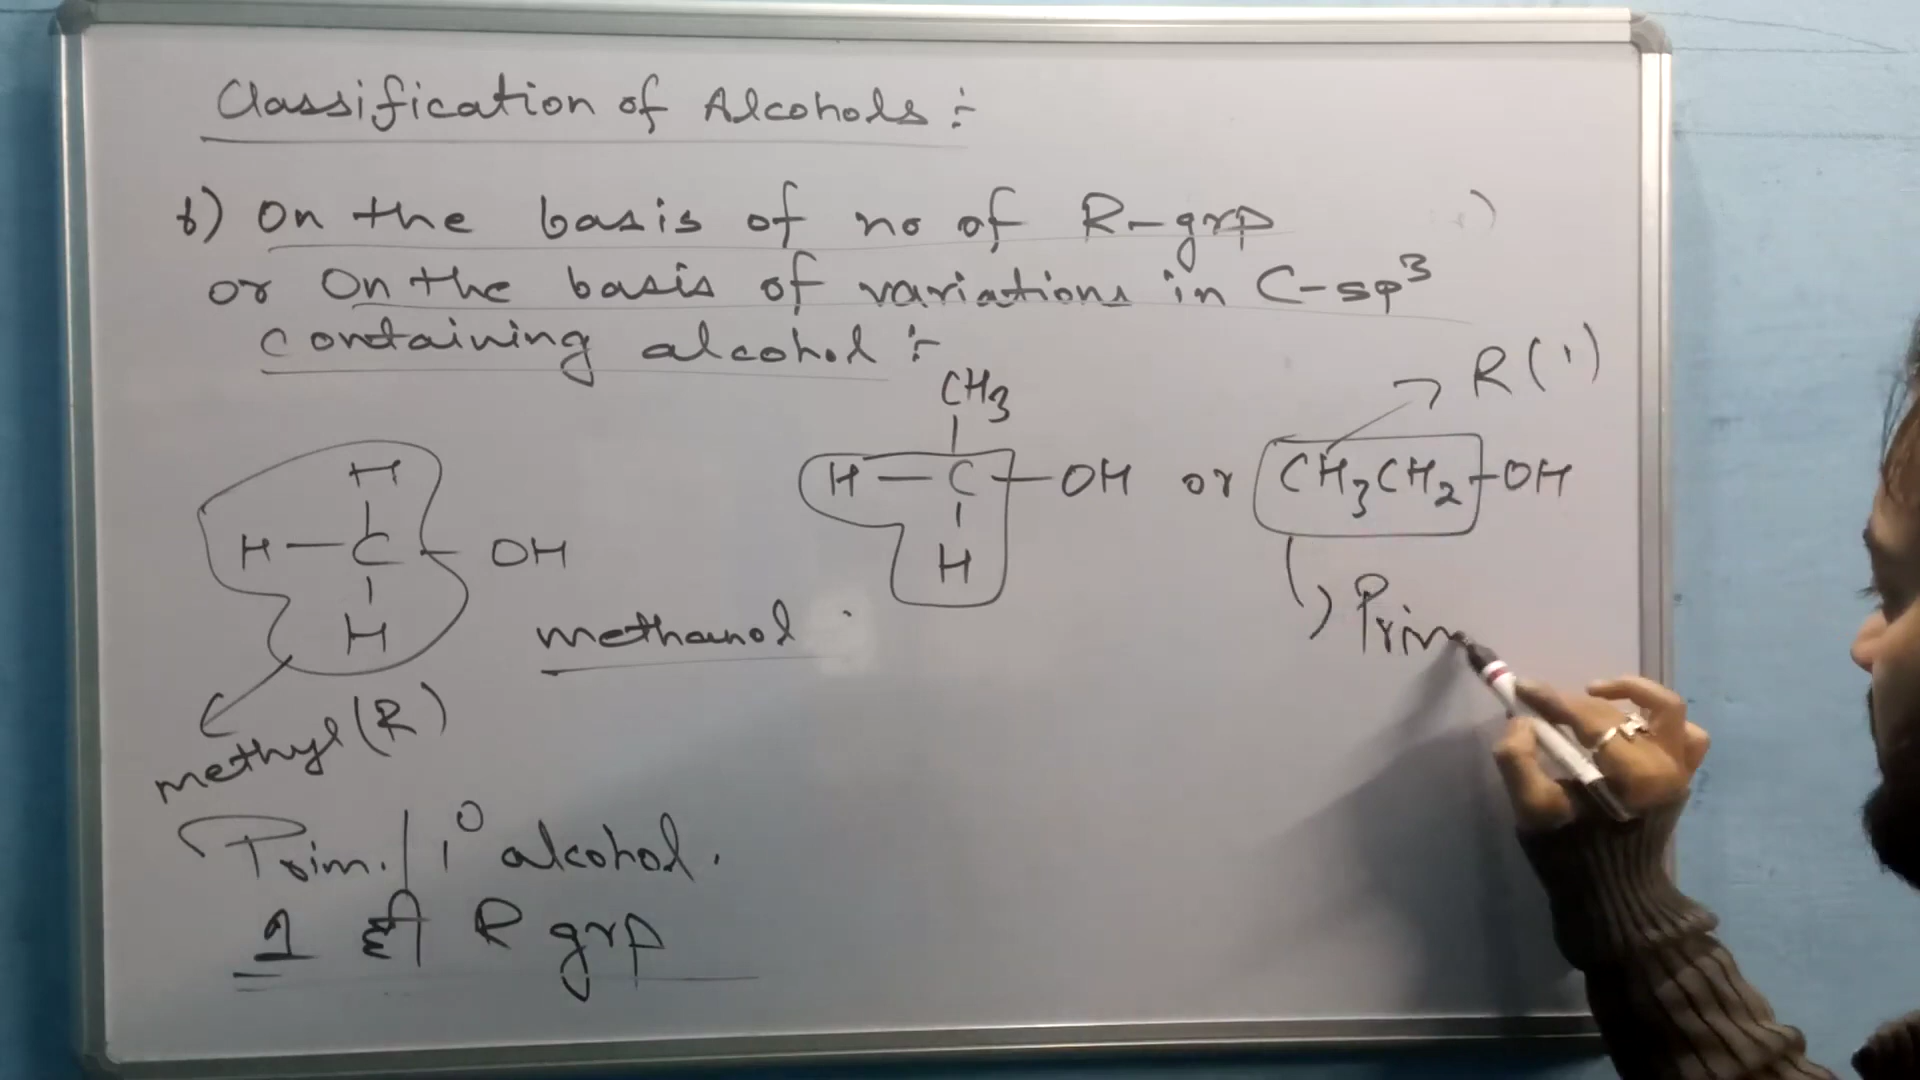 Classification of Alcohols :-
b) On the basis of no of R-grp
or On the basis of variations in C-sp³
containing alcohol :-
CH3
R(1)
H
H-C-OH or CH3CH2-OH
H-C-OH
H
H
methanol
Prim
methyl(R)
Prim./1° alcohol.
1 ही R grp